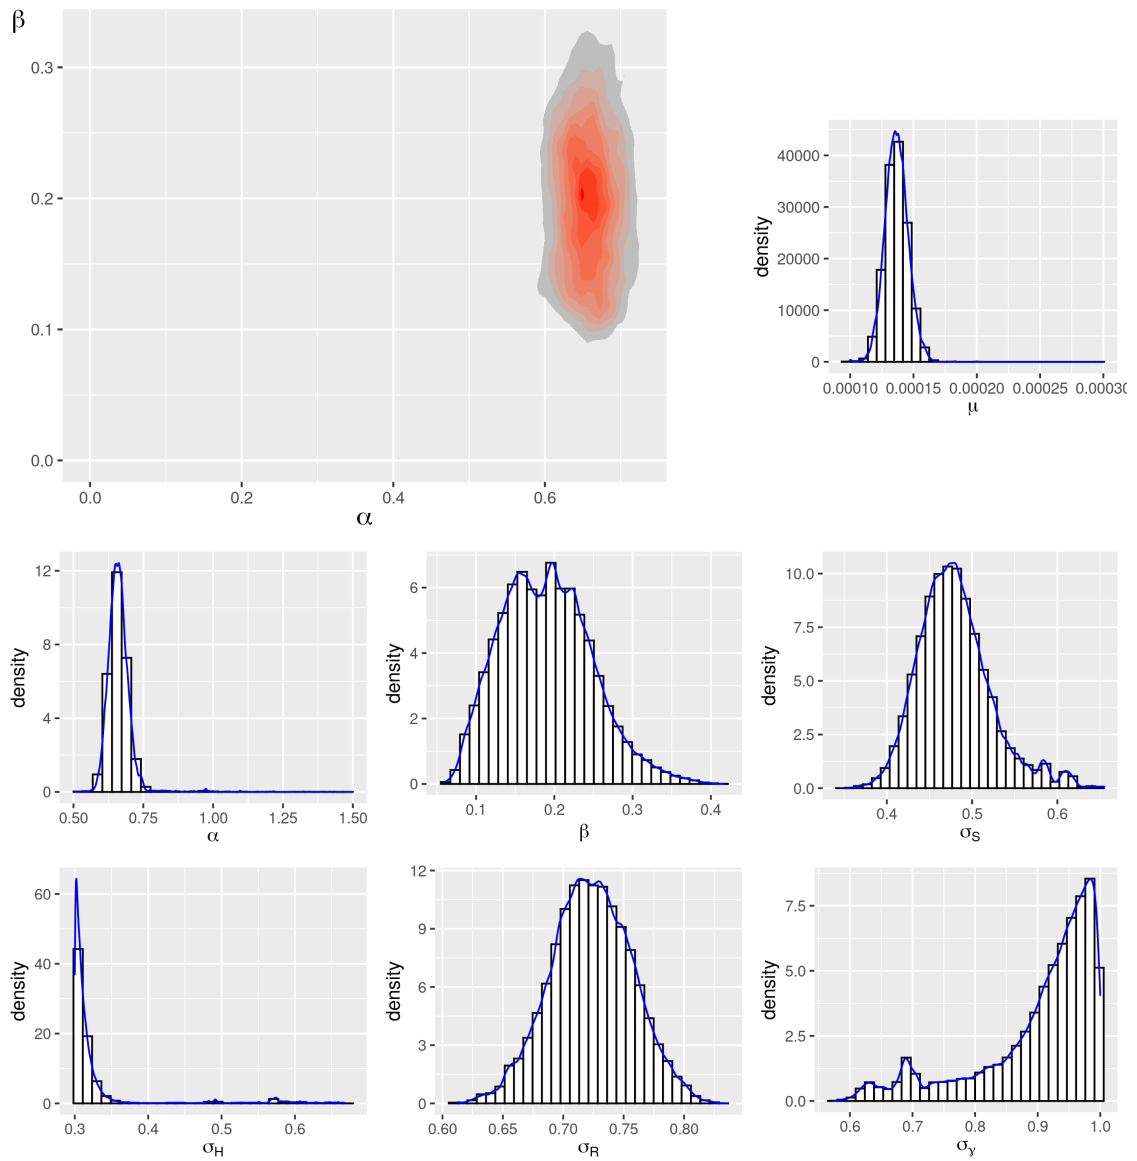 β
0.3
0.2
0.1
0.0
0.0 0.2 0.4 0.6
α
density
40000
30000
20000
10000
0
0.00010 0.00015 0.00020 0.00025 0.00030
μ
density
12
8
4
0
0.50 0.75 1.00 1.25 1.50
α
density
6
4
2
0
0.1 0.2 0.3 0.4
β
density
10.0
7.5
5.0
2.5
0.0
0.4 0.5 0.6
σS
density
60
40
20
0
0.3 0.4 0.5 0.6
σH
density
12
9
6
3
0
0.60 0.65 0.70 0.75 0.80
σR
density
7.5
5.0
2.5
0.0
0.6 0.7 0.8 0.9 1.0
σγ